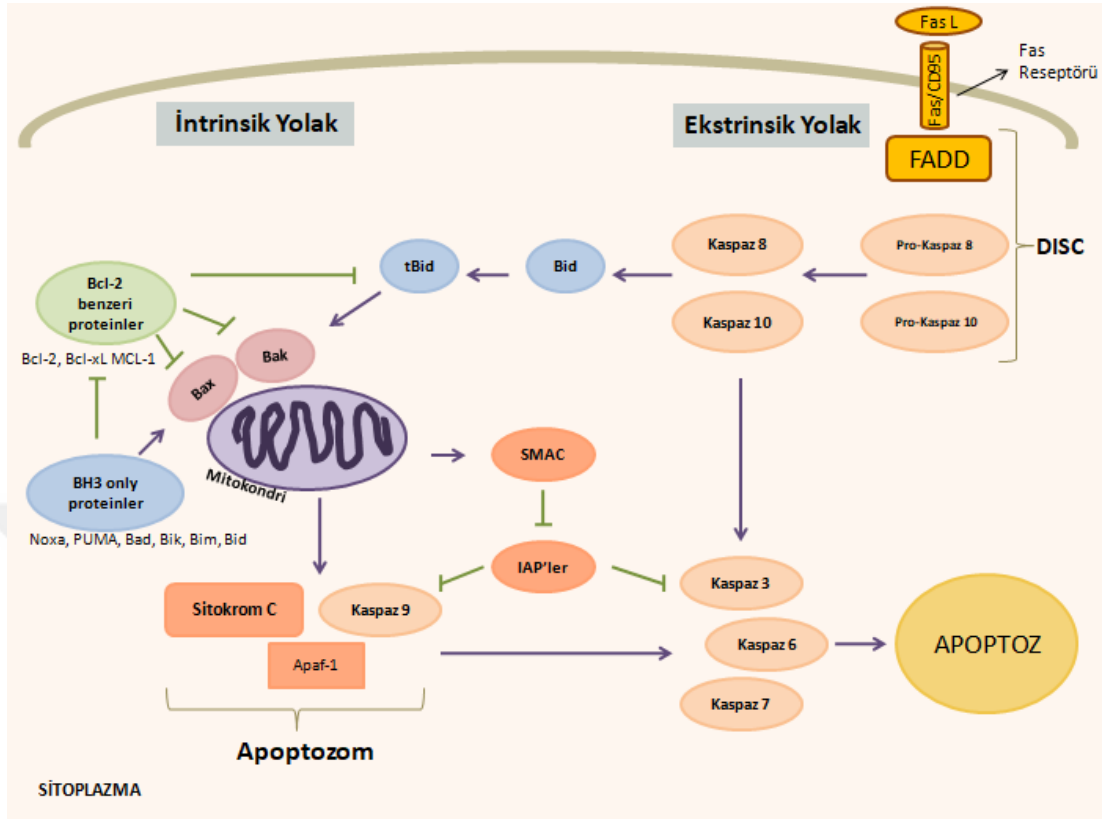 Fas L
Fas/CD95
Fas
Reseptörü
İntrinsik Yolak
Ekstrinsik Yolak
FADD
DISC
Kaspaz 8
Pro-Kaspaz 8
tBid
Bid
Kaspaz 10
Pro-Kaspaz 10
Bcl-2
benzeri
proteinler
Bcl-2, Bcl-xL MCL-1
Bak
Bax
Mitokondri
SMAC
BH3 only
proteinler
Noxa, PUMA, Bad, Bik, Bim, Bid
IAP’ler
Kaspaz 3
Sitokrom C
Kaspaz 9
Kaspaz 6
APOPTOZ
Apaf-1
Kaspaz 7
Apoptozom
SİTOPLAZMA